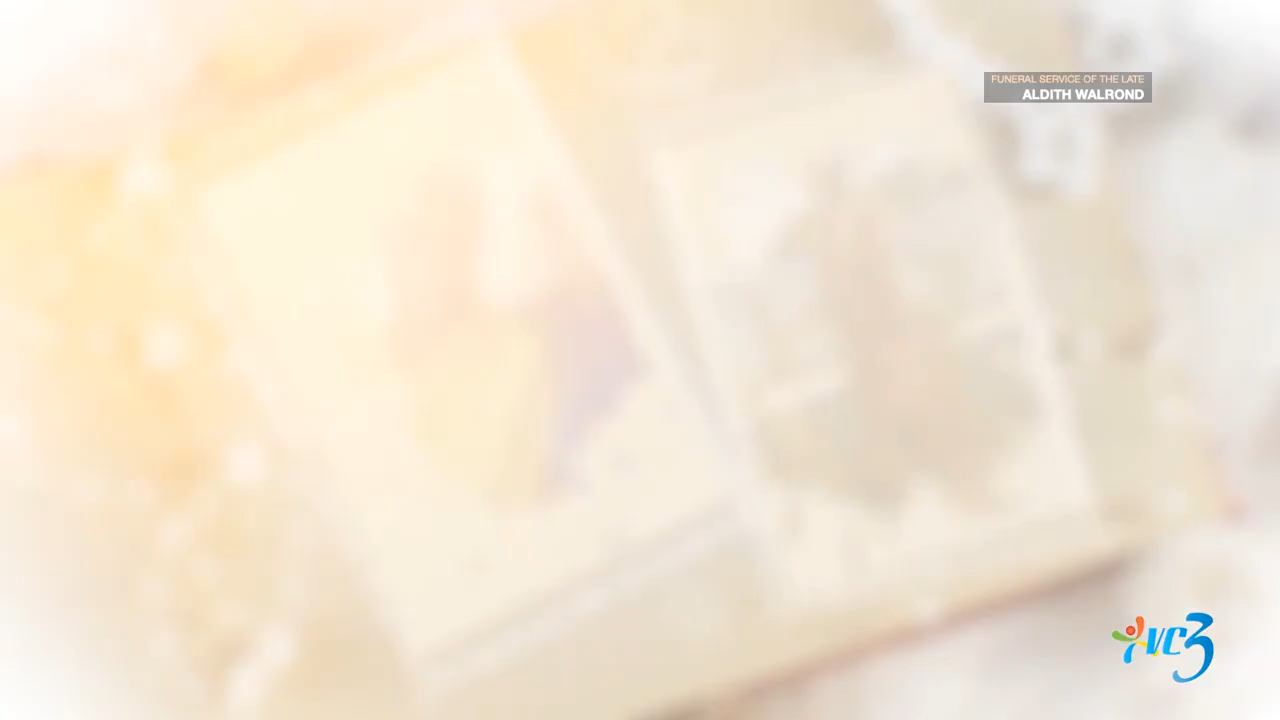 FUNERAL SERVICE OF THE LATE
ALDITH WALROND
VC3